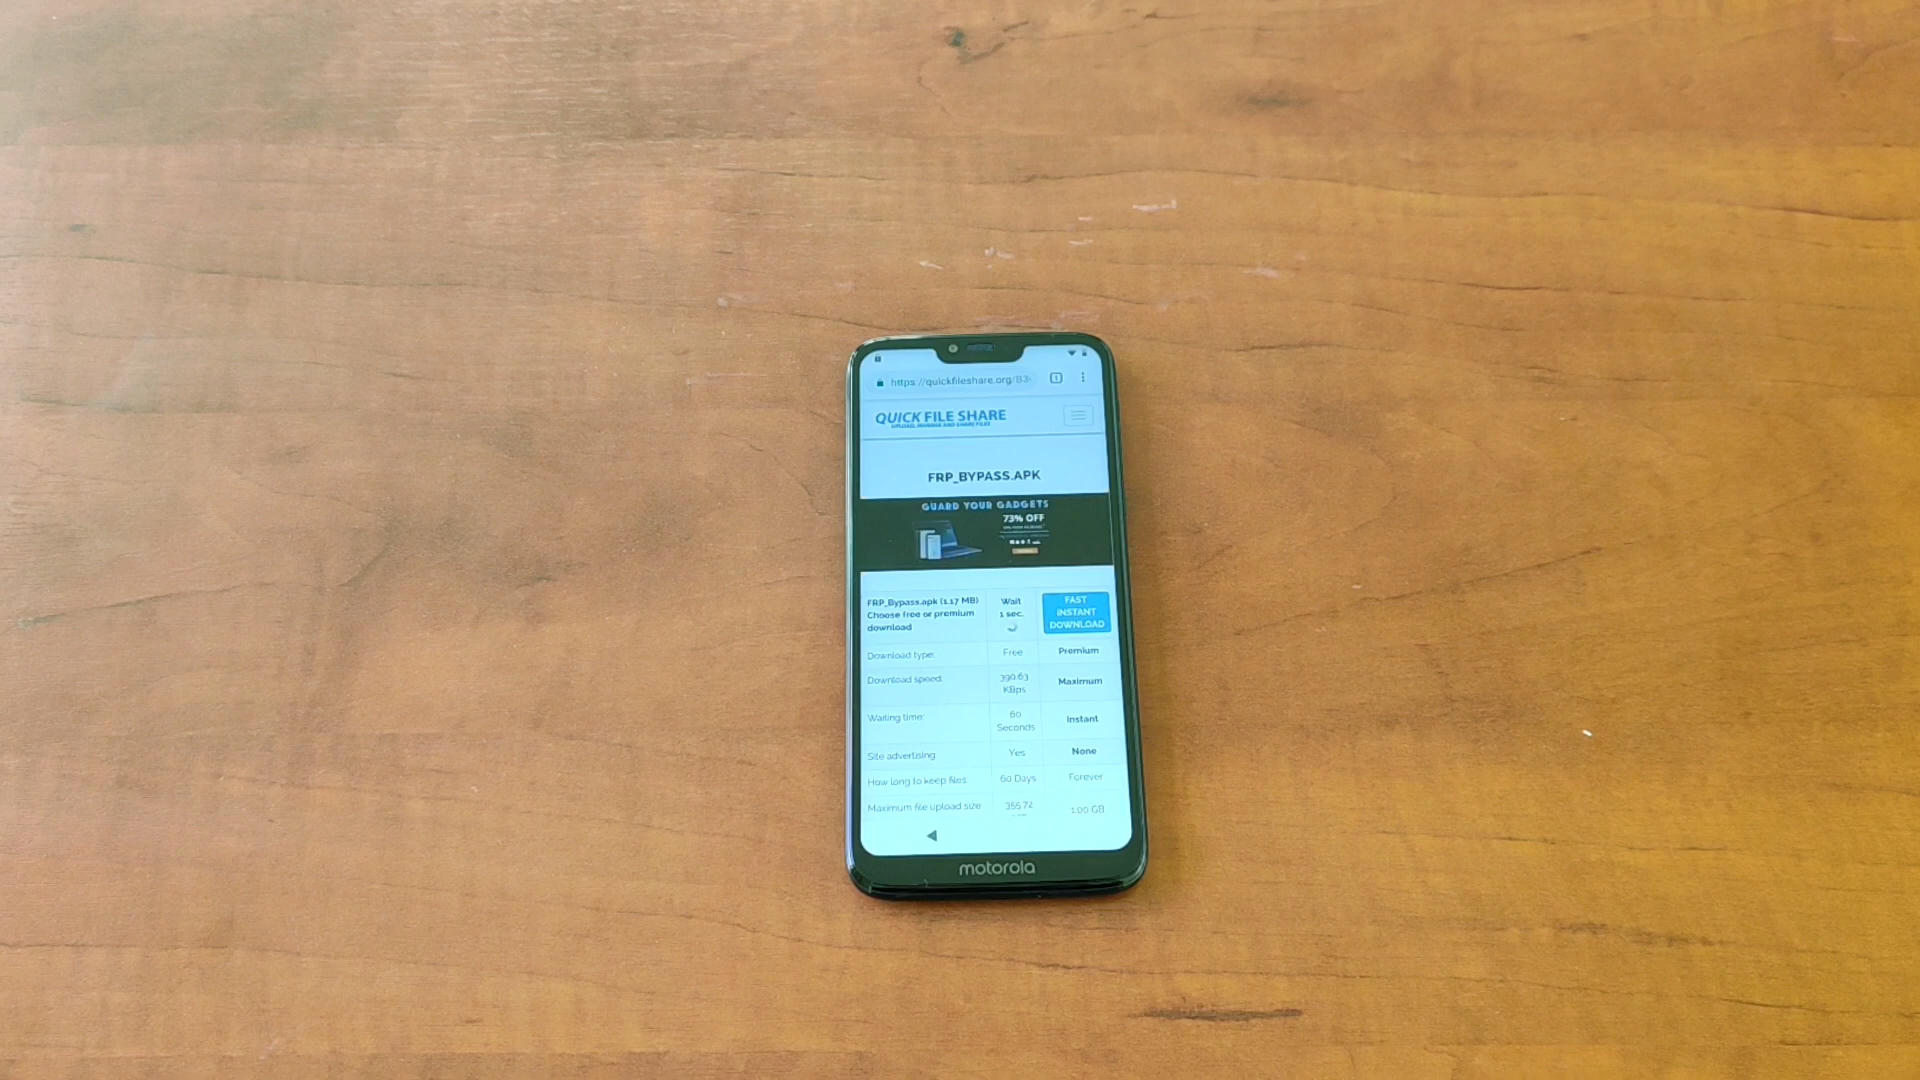 https://quickfileshare.org/B3
QUICK FILE SHARE
UPLOAD, MANAGE AND SHARE FILES
FRP_BYPASS.APK
GUARD YOUR GADGETS
73% OFF
FRP_Bypass.apk (1.17 MB)
Choose free or premium
download
Wait
1 sec.
FAST
INSTANT
DOWNLOAD
Download type: Free Premium
Download speed: 390.63 KBps Maximum
Waiting time: 60 Seconds Instant
Site advertising: Yes None
How long to keep files: 60 Days Forever
Maximum file upload size 355.72 1.00 GB
motorola